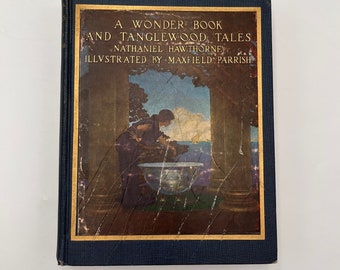 A WONDER BOOK
AND TANGLEWOOD TALES
NATHANIEL HAWTHORNE
ILLUSTRATED BY MAXFIELD PARRISH